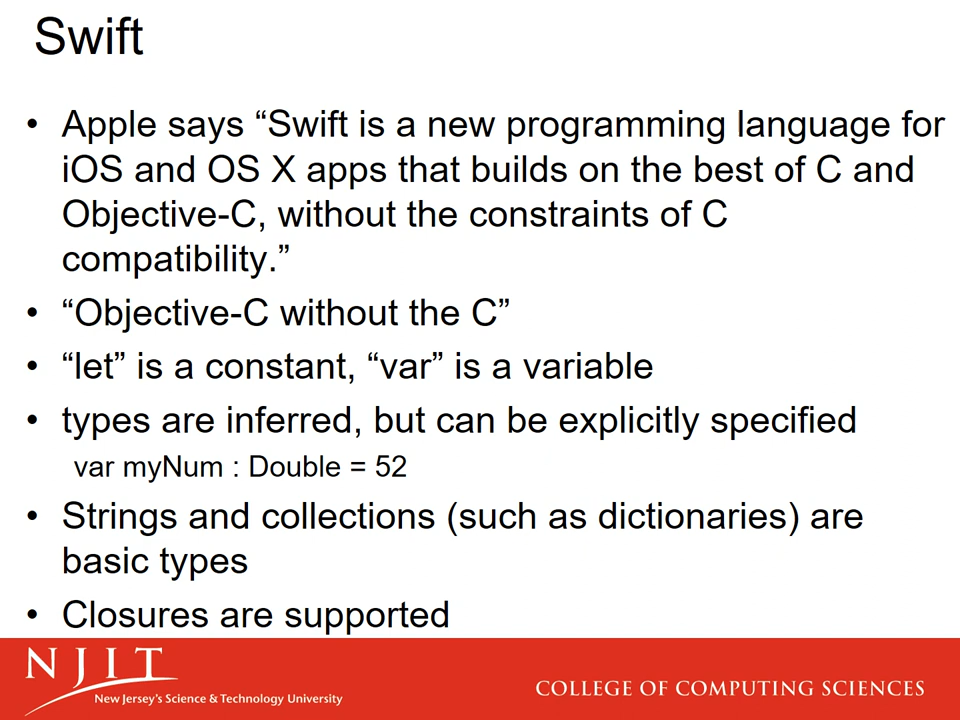 Swift
• Apple says “Swift is a new programming language for
iOS and OS X apps that builds on the best of C and
Objective-C, without the constraints of C
compatibility.”
• “Objective-C without the C”
• “let” is a constant, “var” is a variable
• types are inferred, but can be explicitly specified
var myNum : Double = 52
• Strings and collections (such as dictionaries) are
basic types
• Closures are supported
NJIT
New Jersey’s Science & Technology University
COLLEGE OF COMPUTING SCIENCES